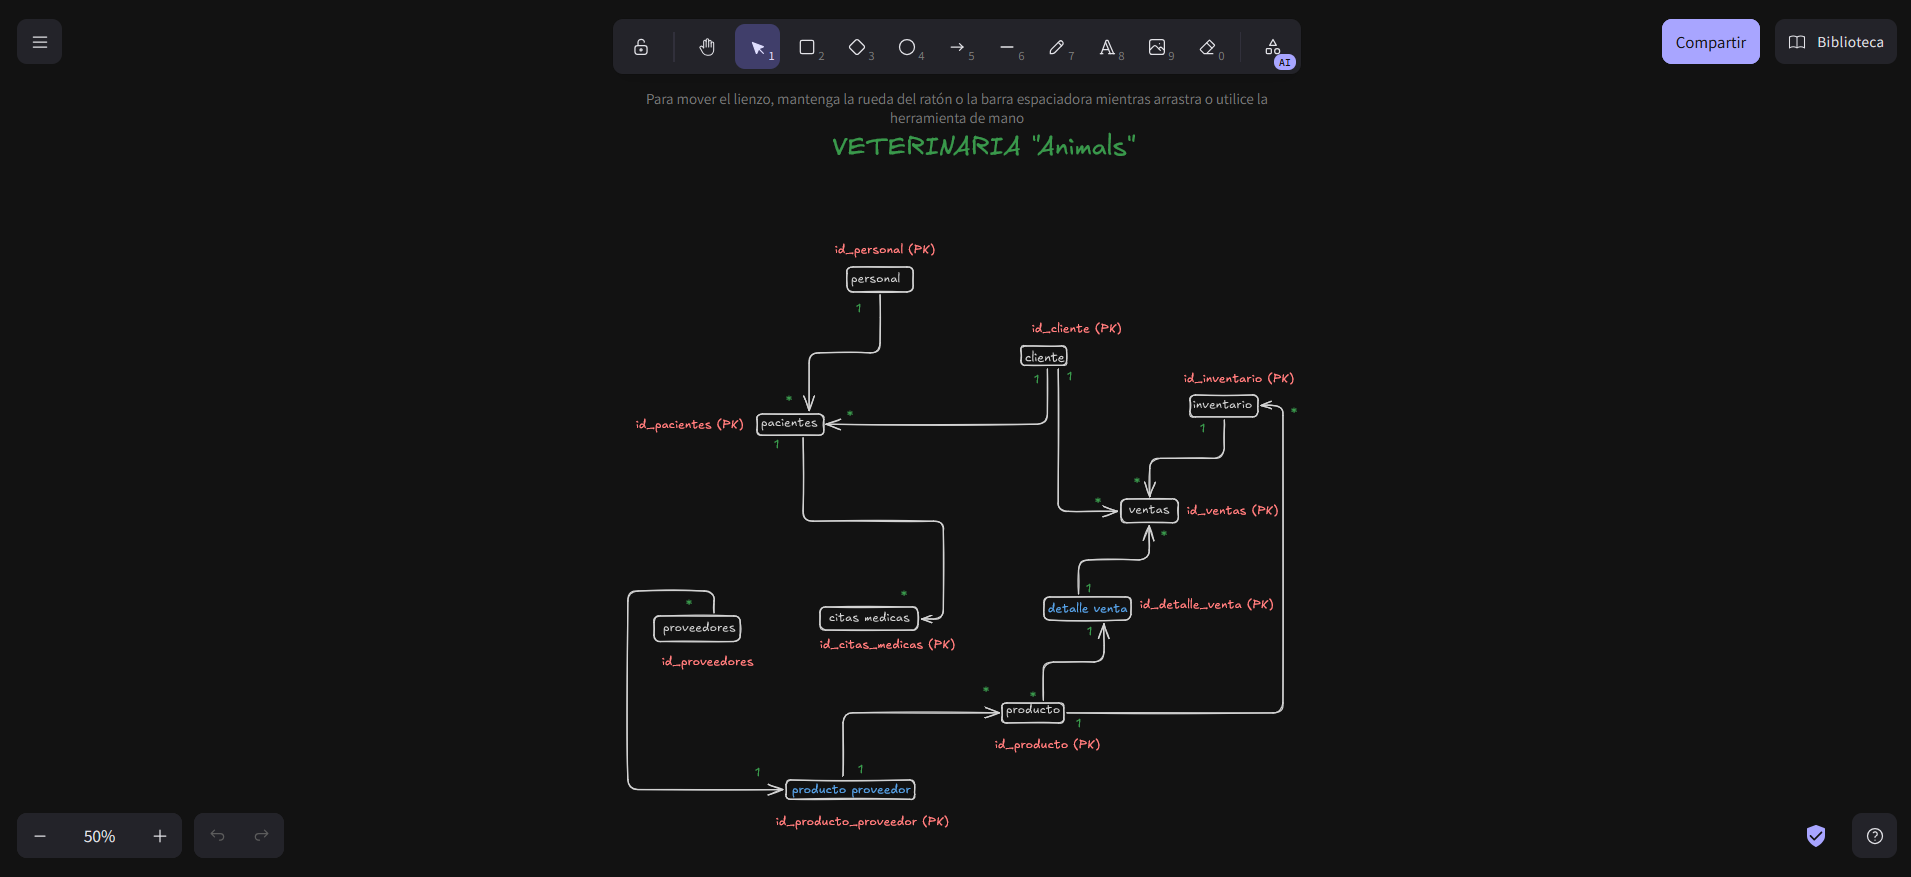 1
2
3
4
5
6
7
8
9
0
AI
Compartir
Biblioteca
Para mover el lienzo, mantenga la rueda del ratón o la barra espaciadora mientras arrastra o utilice la
herramienta de mano
VETERINARIA "Animals"
id_personal (PK)
personal
1
id_cliente (PK)
cliente
1
1
id_inventario (PK)
inventario
*
*
*
id_pacientes (PK)
pacientes
1
1
*
*
ventas
id_ventas (PK)
*
1
*
*
proveedores
citas medicas
detalle venta
id_detalle_venta (PK)
1
id_citas_medicas (PK)
id_proveedores
*
*
producto
1
id_producto (PK)
1
1
producto proveedor
id_producto_proveedor (PK)
50%